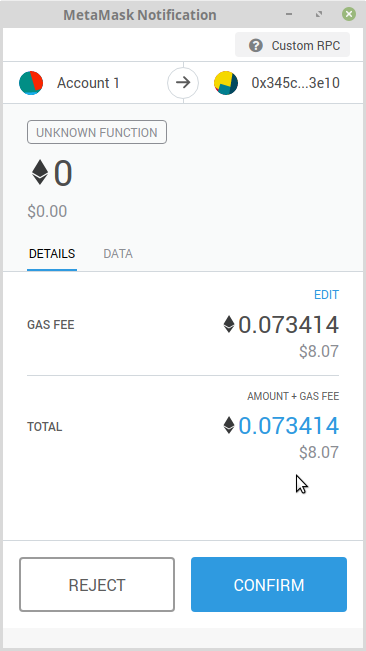 MetaMask Notification
Custom RPC
Account 1
0x345c...3e10
UNKNOWN FUNCTION
0
$0.00
DETAILS DATA
EDIT
GAS FEE 0.073414
$8.07
AMOUNT + GAS FEE
TOTAL 0.073414
$8.07
REJECT CONFIRM